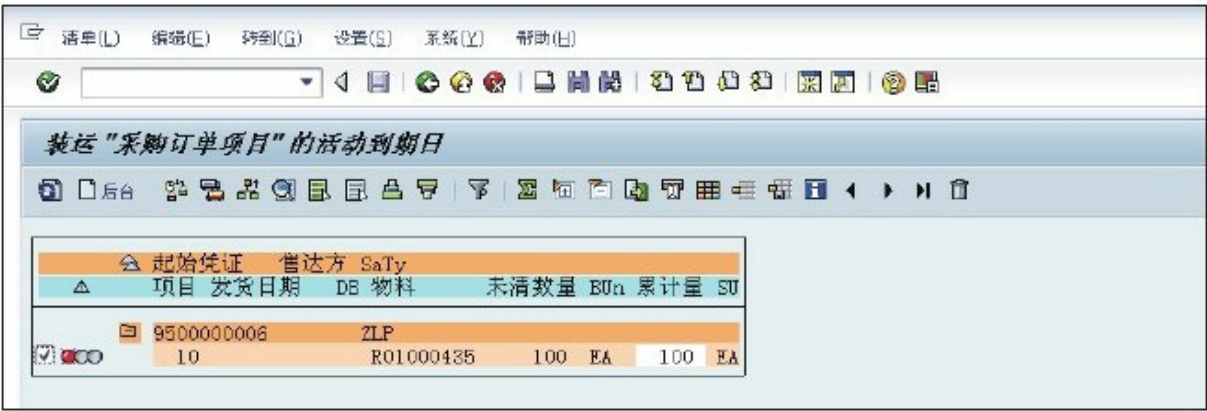 清单(L) 编辑(E) 转到(G) 设置(S) 系统(Y) 帮助(H)
装运"采购订单项目"的活动到期日
后台
起始凭证 售达方 SaTy
项目 发货日期 DB 物料 未清数量 BUn 累计量 SU
9500000006 ZLP
10 R01000435 100 EA 100 EA